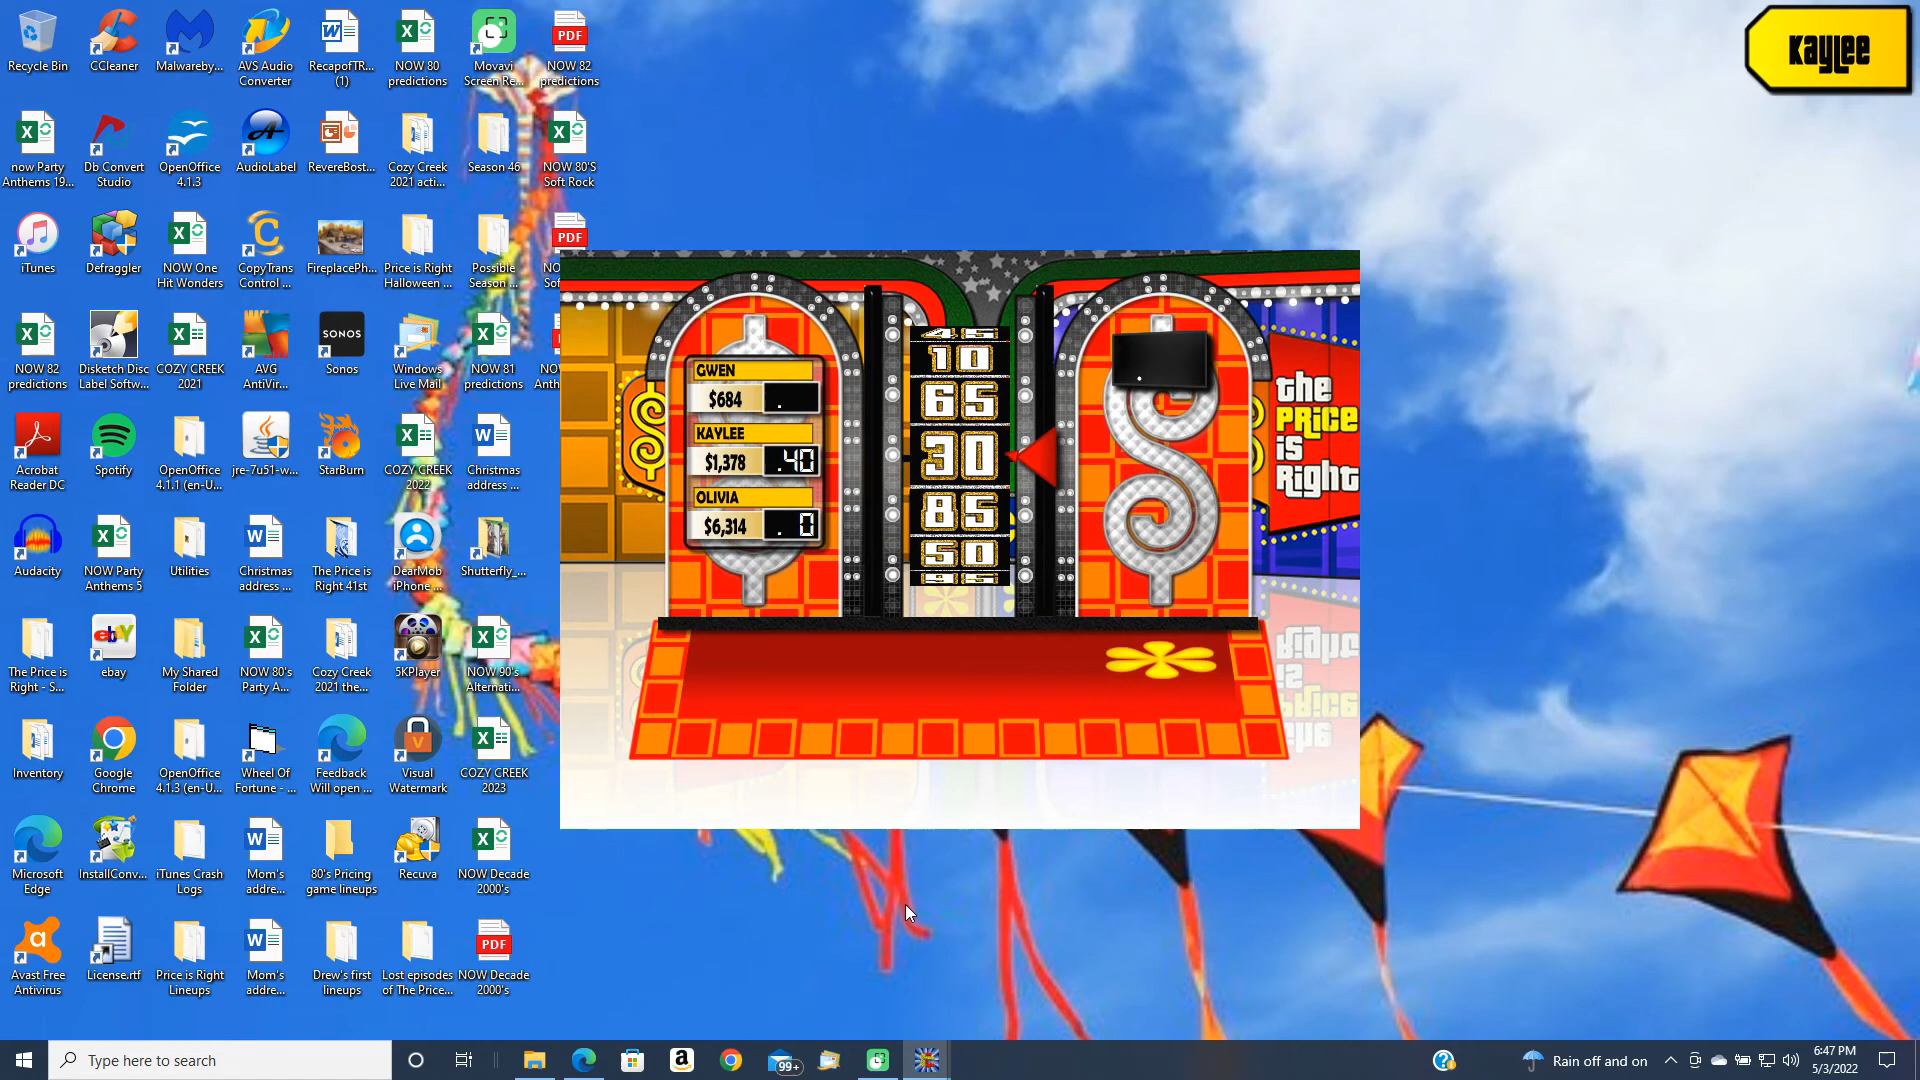 Recycle Bin
CCleaner
Malwareby...
AVS Audio
Converter
RecapofTR...
(1)
NOW 80
predictions
Movavi
Screen Re...
NOW 82
predictions
KAYLEE
now Party
Anthems 19...
Db Convert
Studio
OpenOffice
4.1.3
AudioLabel
RevereBost...
Cozy Creek
2021 acti...
Season 46
NOW 80'S
Soft Rock
iTunes
Defraggler
NOW One
Hit Wonders
CopyTrans
Control ...
FireplacePh...
Price is Right
Halloween ...
Possible
Season ...
PDF
NOW 82
predictions
Disketch Disc
Label Softw...
COZY CREEK
2021
AVG
AntiVir...
SONOS
Sonos
Windows
Live Mail
NOW 81
predictions
Acrobat
Reader DC
Spotify
OpenOffice
4.1.1 (en-U...
jre-7u51-w...
StarBurn
COZY CREEK
2022
Christmas
address ...
GWEN
$684
.
KAYLEE
$1,378
.40
OLIVIA
$6,314
. 0
45
10
65
30
85
50
the
PRICE
is
Right
Audacity
NOW Party
Anthems 5
Utilities
Christmas
address ...
The Price is
Right 41st
DearMob
iPhone ...
Shutterfly_...
The Price is
Right - S...
ebay
My Shared
Folder
NOW 80's
Party A...
Cozy Creek
2021 the...
5KPlayer
NOW 90's
Alternati...
Inventory
Google
Chrome
OpenOffice
4.1.3 (en-U...
Wheel Of
Fortune - ...
Feedback
Will open ...
Visual
Watermark
COZY CREEK
2023
Microsoft
Edge
InstallConv...
iTunes Crash
Logs
Mom's
addre...
80's Pricing
game lineups
Recuva
NOW Decade
2000's
Avast Free
Antivirus
License.rtf
Price is Right
Lineups
Mom's
addre...
Drew's first
lineups
Lost episodes
of The Price...
PDF
NOW Decade
2000's
Type here to search
99+
Rain off and on
6:47 PM
5/3/2022